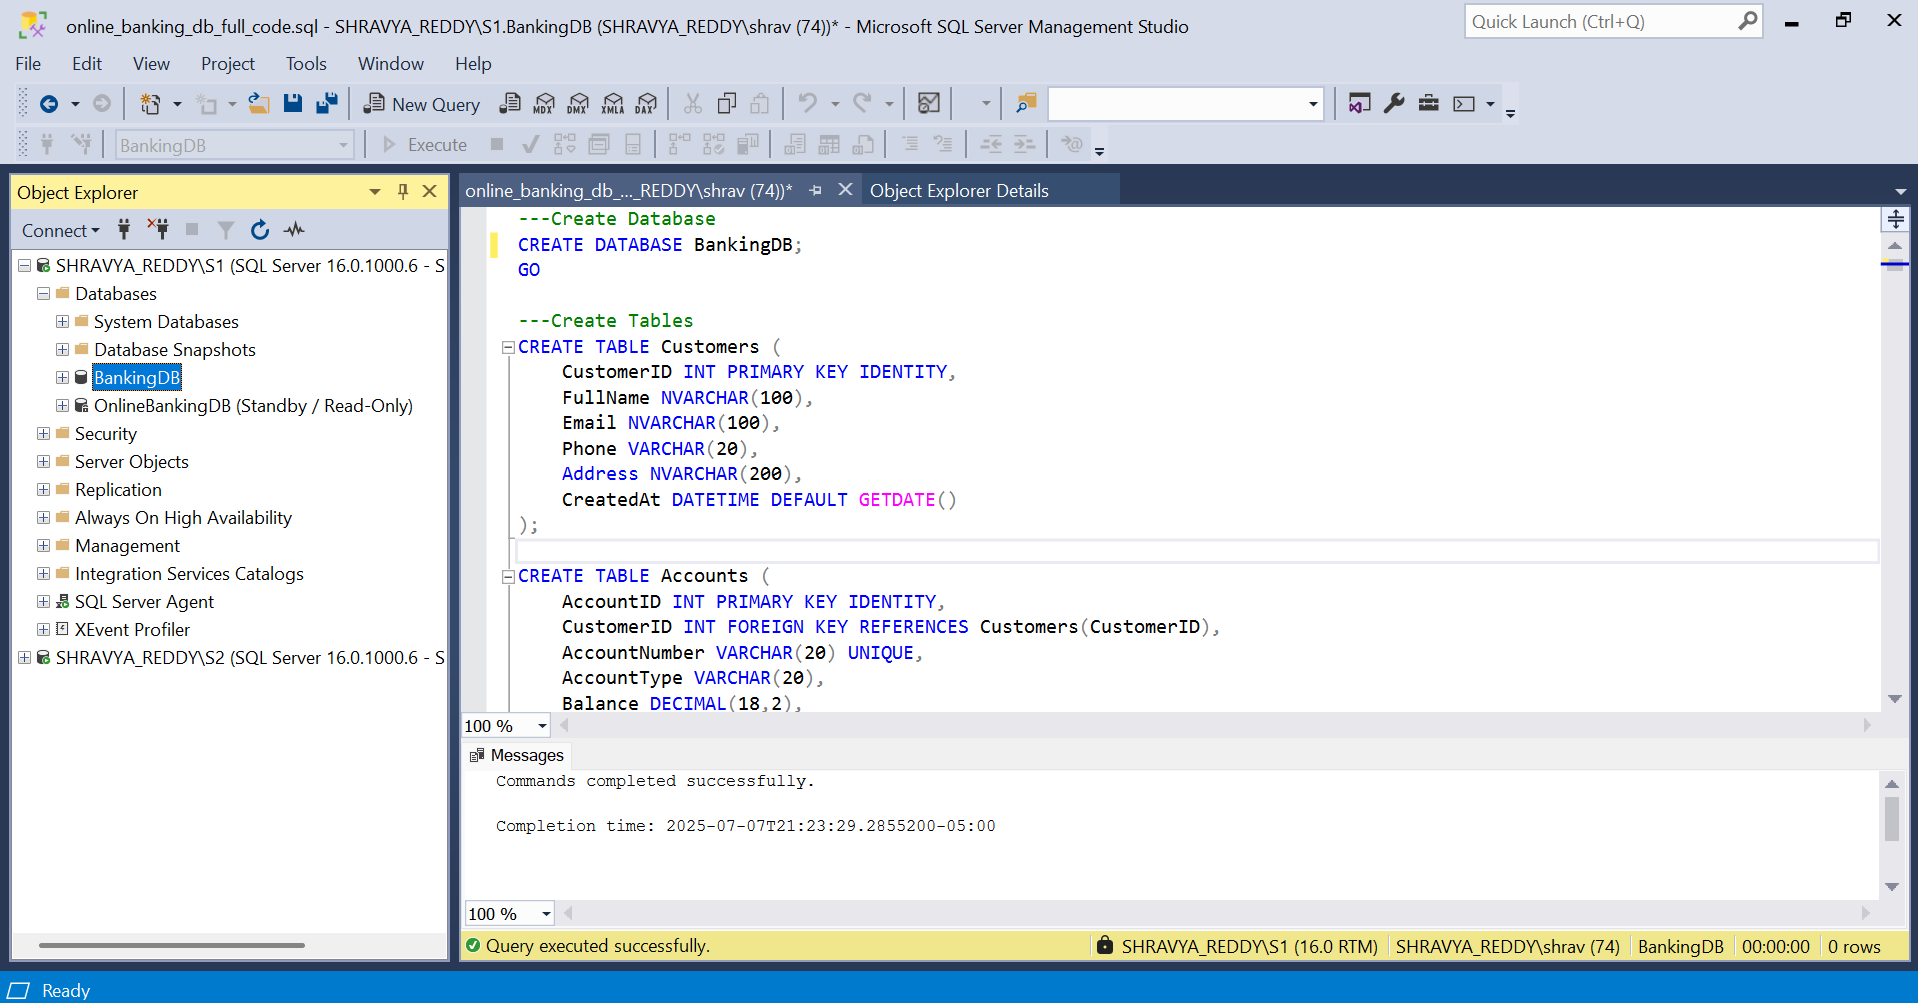 online_banking_db_full_code.sql - SHRAVYA_REDDY\S1.BankingDB (SHRAVYA_REDDY\shrav (74))* - Microsoft SQL Server Management Studio
Quick Launch (Ctrl+Q)
File Edit View Project Tools Window Help
New Query MDX DMX XMLA DAX
BankingDB Execute
Object Explorer
Connect
SHRAVYA_REDDY\S1 (SQL Server 16.0.1000.6 - S
Databases
System Databases
Database Snapshots
BankingDB
OnlineBankingDB (Standby / Read-Only)
Security
Server Objects
Replication
Always On High Availability
Management
Integration Services Catalogs
SQL Server Agent
XEvent Profiler
SHRAVYA_REDDY\S2 (SQL Server 16.0.1000.6 - S
online_banking_db_..._REDDY\shrav (74))* Object Explorer Details
---Create Database
CREATE DATABASE BankingDB;
GO
---Create Tables
CREATE TABLE Customers (
CustomerID INT PRIMARY KEY IDENTITY,
FullName NVARCHAR(100),
Email NVARCHAR(100),
Phone VARCHAR(20),
Address NVARCHAR(200),
CreatedAt DATETIME DEFAULT GETDATE()
);
CREATE TABLE Accounts (
AccountID INT PRIMARY KEY IDENTITY,
CustomerID INT FOREIGN KEY REFERENCES Customers(CustomerID),
AccountNumber VARCHAR(20) UNIQUE,
AccountType VARCHAR(20),
Balance DECIMAL(18,2),
100 %
Messages
Commands completed successfully.
Completion time: 2025-07-07T21:23:29.2855200-05:00
100 %
Query executed successfully. SHRAVYA_REDDY\S1 (16.0 RTM) SHRAVYA_REDDY\shrav (74) BankingDB 00:00:00 0 rows
Ready